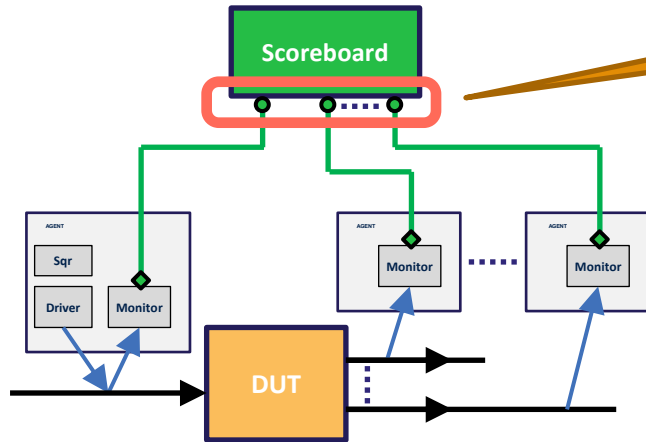 Scoreboard
AGENT
Sqr
Driver
Monitor
AGENT
Monitor
AGENT
Monitor
DUT